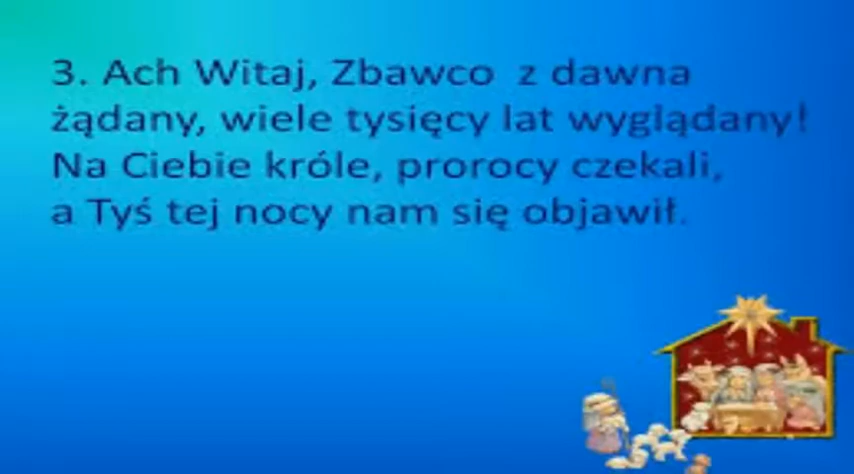 3. Ach Witaj, Zbawco z dawna
żądany, wiele tysięcy lat wyglądany!
Na Ciebie króle, prorocy czekali,
a Tyś tej nocy nam się objawił.